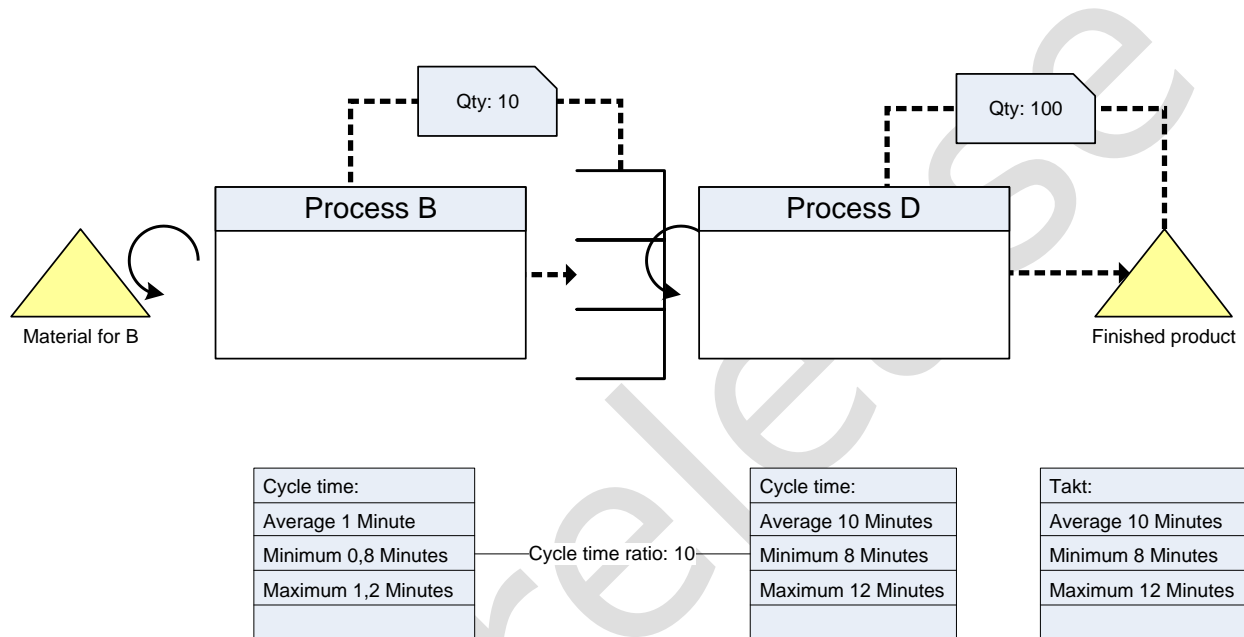 Qty: 10
Qty: 100
Process B
Process D
Material for B
Finished product
Cycle time:
Average 1 Minute
Minimum 0,8 Minutes
Maximum 1,2 Minutes
Cycle time ratio: 10
Cycle time:
Average 10 Minutes
Minimum 8 Minutes
Maximum 12 Minutes
Takt:
Average 10 Minutes
Minimum 8 Minutes
Maximum 12 Minutes
release